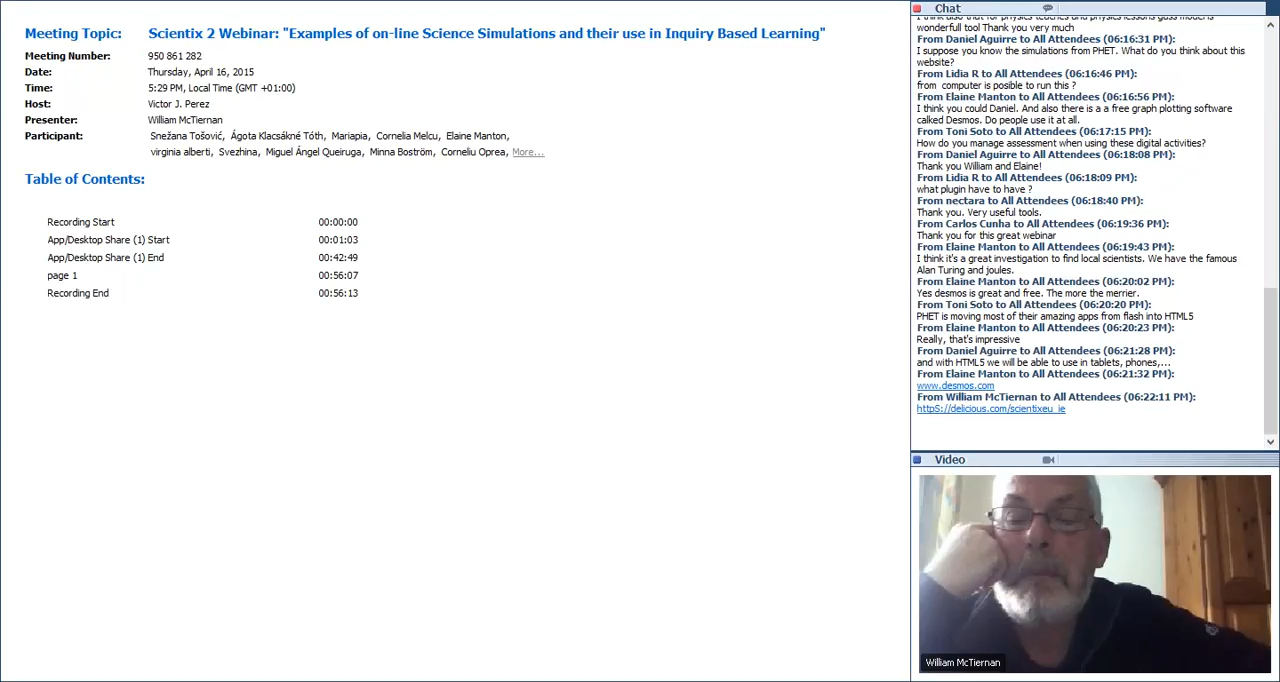 Meeting Topic: Scientix 2 Webinar: "Examples of on-line Science Simulations and their use in Inquiry Based Learning"
Meeting Number: 950 861 282
Date: Thursday, April 16, 2015
Time: 5:29 PM, Local Time (GMT +01:00)
Host: Victor J. Perez
Presenter: William McTiernan
Participant: Snežana Tošović, Ágota Klacsákné Tóth, Mariapia, Cornelia Melcu, Elaine Manton,
virginia alberti, Svezhina, Miguel Ángel Queiruga, Minna Boström, Corneliu Oprea, More...
Table of Contents:
Recording Start 00:00:00
App/Desktop Share (1) Start 00:01:03
App/Desktop Share (1) End 00:42:49
page 1 00:56:07
Recording End 00:56:13
Chat
wonderfull tool Thank you very much
From Daniel Aguirre to All Attendees (06:16:31 PM):
I suppose you know the simulations from PHET. What do you think about this
website?
From Lidia R to All Attendees (06:16:46 PM):
from computer is posible to run this ?
From Elaine Manton to All Attendees (06:16:56 PM):
I think you could Daniel. And also there is a a free graph plotting software
calked Desmos. Do people use it at all.
From Toni Soto to All Attendees (06:17:15 PM):
How do you manage assessment when using these digital activities?
From Daniel Aguirre to All Attendees (06:18:08 PM):
Thank you William and Elaine!
From Lidia R to All Attendees (06:18:09 PM):
what plugin have to have ?
From nectara to All Attendees (06:18:40 PM):
Thank you. Very useful tools.
From Carlos Cunha to All Attendees (06:19:36 PM):
Thank you for this great webinar
From Elaine Manton to All Attendees (06:19:43 PM):
I think it's a great investigation to find local scientists. We have the famous
Alan Turing and joules.
From Elaine Manton to All Attendees (06:20:02 PM):
Yes desmos is great and free. The more the merrier.
From Toni Soto to All Attendees (06:20:20 PM):
PHET is moving most of their amazing apps from flash into HTML5
From Elaine Manton to All Attendees (06:20:23 PM):
Really, that's impressive
From Daniel Aguirre to All Attendees (06:21:28 PM):
and with HTML5 we will be able to use in tablets, phones,...
From Elaine Manton to All Attendees (06:21:32 PM):
www.desmos.com
From William McTiernan to All Attendees (06:22:11 PM):
httpS://delicious.com/scientixeu_ie
Video
William McTiernan